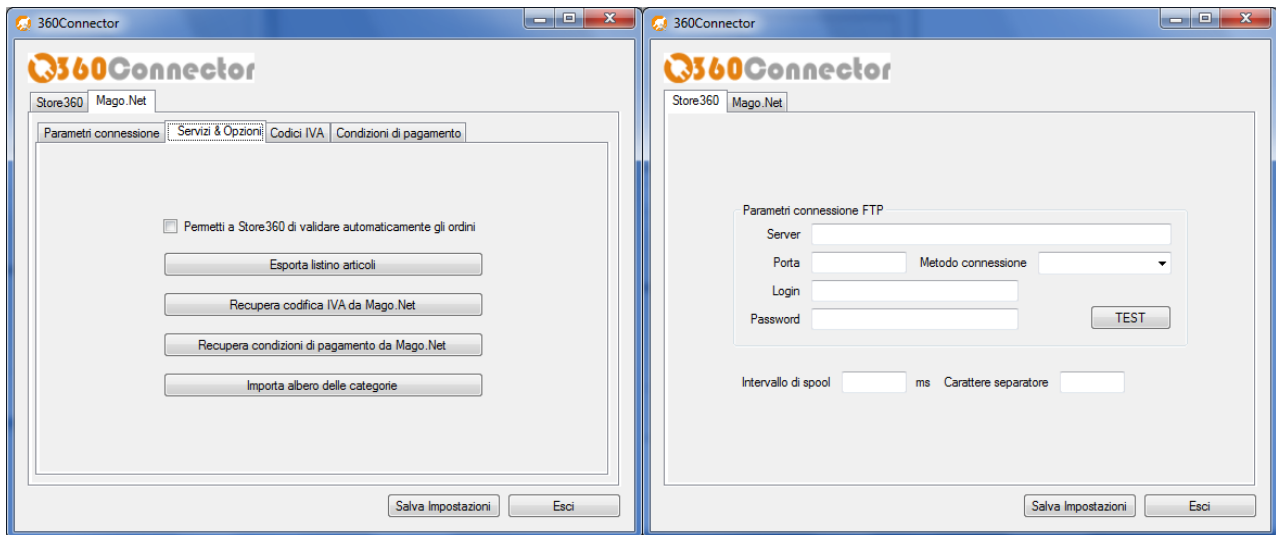 360Connector
360Connector
Store360 Mago.Net
Parametri connessione Servizi & Opzioni Codici IVA Condizioni di pagamento
Permetti a Store360 di validare automaticamente gli ordini
Esporta listino articoli
Recupera codifica IVA da Mago.Net
Recupera condizioni di pagamento da Mago.Net
Importa albero delle categorie
Salva Impostazioni Esci
360Connector
360Connector
Store360 Mago.Net
Parametri connessione FTP
Server
Porta Metodo connessione
Login
Password TEST
Intervallo di spool ms Carattere separatore
Salva Impostazioni Esci